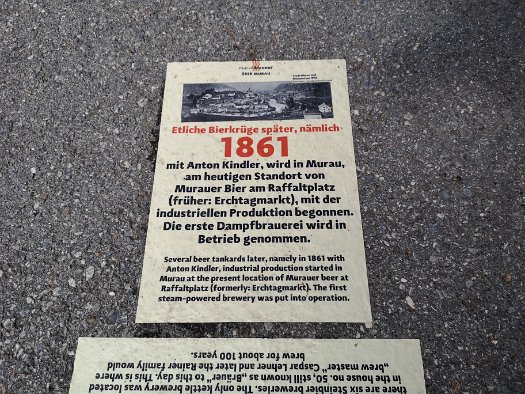 ÜBER MURAU
Etliche Bierkrüge später, nämlich
1861
mit Anton Kindler, wird in Murau,
am heutigen Standort von
Murauer Bier am Raffaltplatz
(früher: Erchtagmarkt), mit der
industriellen Produktion begonnen.
Die erste Dampfbrauerei wird in
Betrieb genommen.
Several beer tankards later, namely in 1861 with
Anton Kindler, industrial production started in
Murau at the present location of Murauer beer at
Raffaltplatz (formerly: Erchtagmarkt). The first
steam-powered brewery was put into operation.
there are six Steinbier breweries. The only kettle brewery was located
in the house no. 50, still known as „Bräuer" to this day. This is where
„brew master" Caspar Lehner and later the Rainer family would
brew for about 100 years.